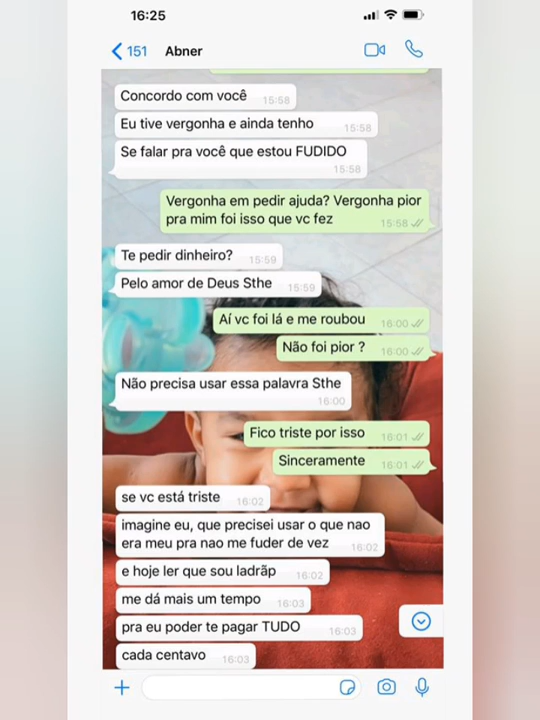 16:25
151 Abner
Concordo com você 15:58
Eu tive vergonha e ainda tenho 15:58
Se falar pra você que estou FUDIDO
15:58
Vergonha em pedir ajuda? Vergonha pior
pra mim foi isso que vc fez 15:58
Te pedir dinheiro? 15:59
Pelo amor de Deus Sthe 15:59
Aí vc foi lá e me roubou 16:00
Não foi pior ? 16:00
Não precisa usar essa palavra Sthe
16:00
Fico triste por isso 16:01
Sinceramente 16:01
se vc está triste 16:02
imagine eu, que precisei usar o que nao
era meu pra nao me fuder de vez 16:02
e hoje ler que sou ladrãp 16:02
me dá mais um tempo 16:03
pra eu poder te pagar TUDO 16:03
cada centavo 16:03